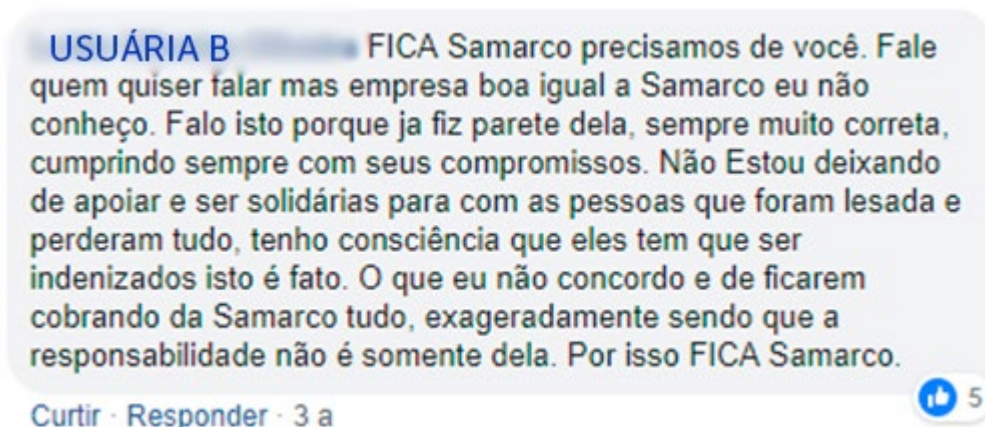 USUÁRIA B FICA Samarco precisamos de você. Fale
quem quiser falar mas empresa boa igual a Samarco eu não
conheço. Falo isto porque ja fiz parete dela, sempre muito correta,
cumprindo sempre com seus compromissos. Não Estou deixando
de apoiar e ser solidárias para com as pessoas que foram lesada e
perderam tudo, tenho consciência que eles tem que ser
indenizados isto é fato. O que eu não concordo e de ficarem
cobrando da Samarco tudo, exageradamente sendo que a
responsabilidade não é somente dela. Por isso FICA Samarco.
5
Curtir · Responder · 3 a